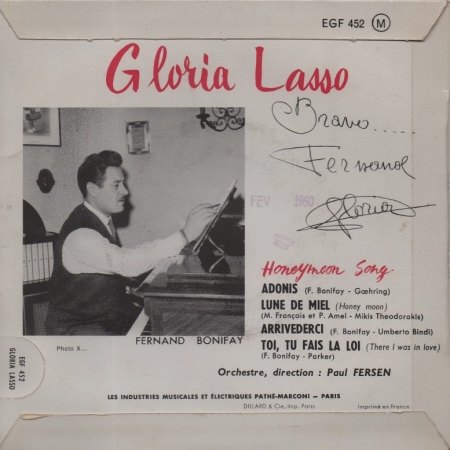 EGF 452 M
Gloria Lasso
Bravo.....
Fernand
Gloria
FEV 1960
Honeymoon Song.
ADONIS (F. Bonifay - Gœhring)
LUNE DE MIEL (Honey moon)
(M. François et P. Amel - Mikis Theodorakis)
ARRIVEDERCI (F. Bonifay - Umberto Bindi)
TOI, TU FAIS LA LOI (There I was in love)
(F. Bonifay - Parker)
Orchestre, direction : Paul FERSEN
FERNAND BONIFAY
Photo K...
EGF 452
GLORIA LASSO
LES INDUSTRIES MUSICALES ET ÉLECTRIQUES PATHÉ-MARCONI — PARIS
DILLARD & Cie, Imp. Paris
Imprimé en France